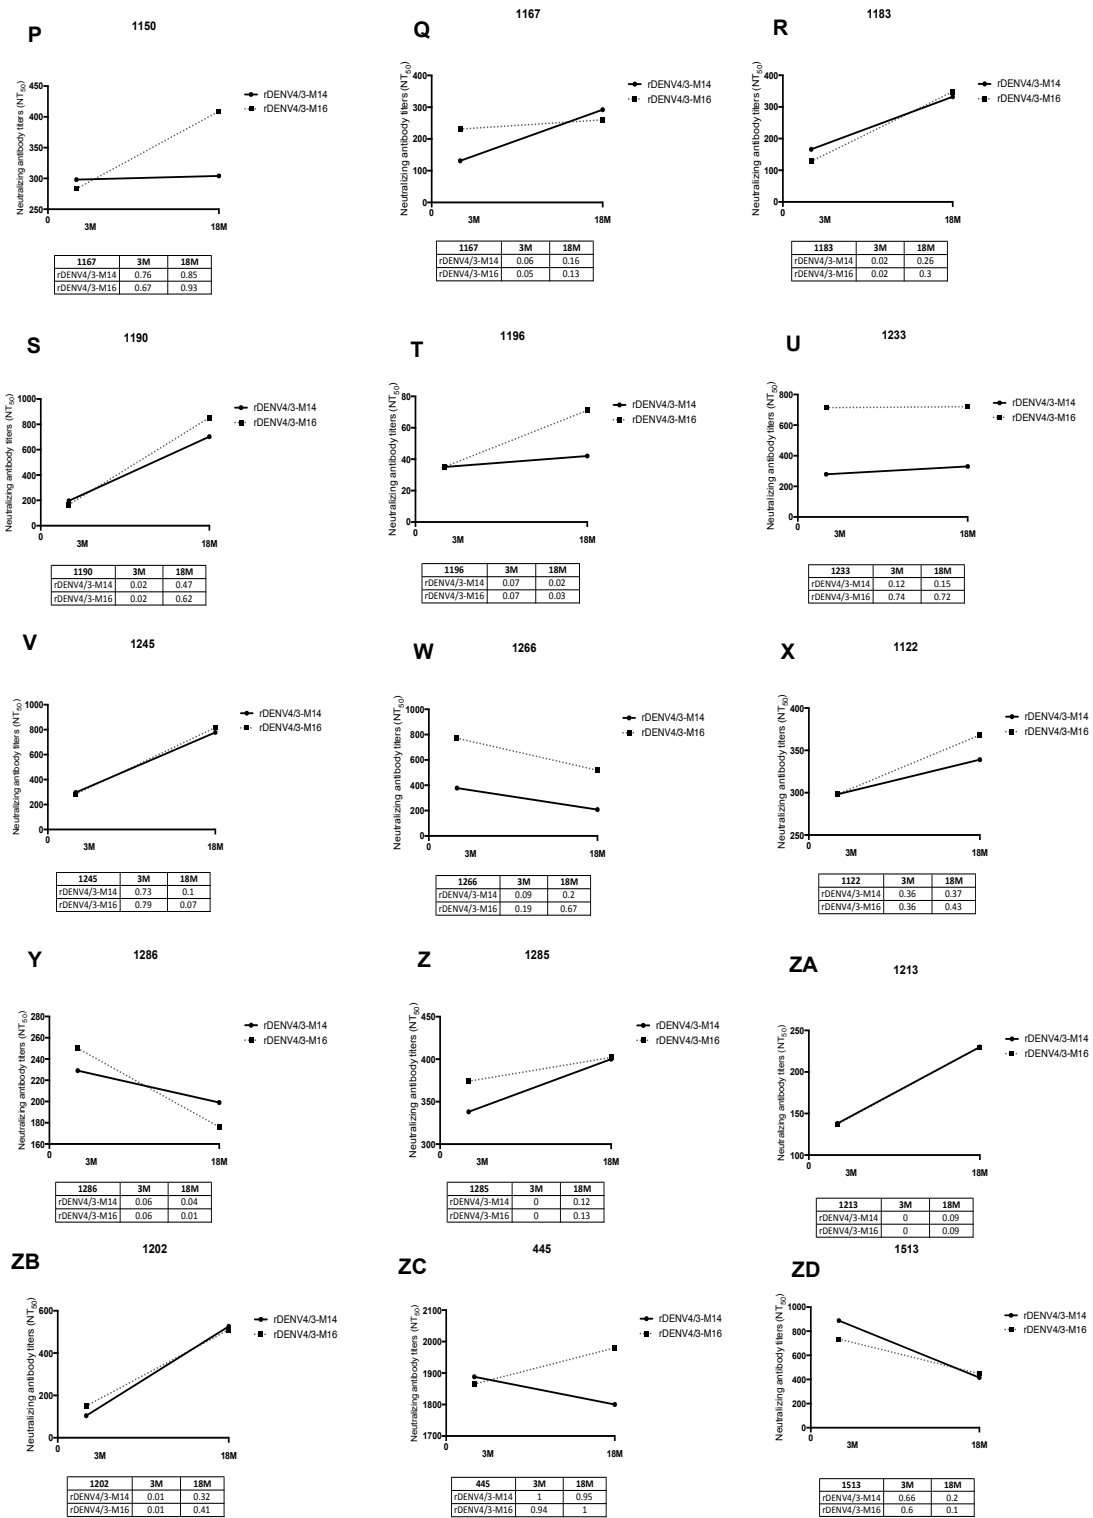 P 1150
Neutralizing antibody titers (NT50)
450
400
350
300
250
0
3M 18M
rDENV4/3-M14
rDENV4/3-M16
1167 3M 18M
rDENV4/3-M14 0.76 0.85
rDENV4/3-M16 0.67 0.93
Q 1167
Neutralizing antibody titers (NT50)
400
300
200
100
0
0
3M 18M
rDENV4/3-M14
rDENV4/3-M16
1167 3M 18M
rDENV4/3-M14 0.06 0.16
rDENV4/3-M16 0.05 0.13
R 1183
Neutralizing antibody titers (NT50)
400
300
200
100
0
0
3M 18M
rDENV4/3-M14
rDENV4/3-M16
1183 3M 18M
rDENV4/3-M14 0.02 0.26
rDENV4/3-M16 0.02 0.3
S 1190
Neutralizing antibody titers (NT50)
1000
800
600
400
200
0
0
3M 18M
rDENV4/3-M14
rDENV4/3-M16
1190 3M 18M
rDENV4/3-M14 0.02 0.47
rDENV4/3-M16 0.02 0.62
T 1196
Neutralizing antibody titers (NT50)
80
60
40
20
0
0
3M 18M
rDENV4/3-M14
rDENV4/3-M16
1196 3M 18M
rDENV4/3-M14 0.07 0.02
rDENV4/3-M16 0.07 0.03
U 1233
Neutralizing antibody titers (NT50)
800
600
400
200
0
0
3M 18M
rDENV4/3-M14
rDENV4/3-M16
1233 3M 18M
rDENV4/3-M14 0.12 0.15
rDENV4/3-M16 0.74 0.72
V 1245
Neutralizing antibody titers (NT50)
1000
800
600
400
200
0
0
3M 18M
rDENV4/3-M14
rDENV4/3-M16
1245 3M 18M
rDENV4/3-M14 0.73 0.1
rDENV4/3-M16 0.79 0.07
W 1266
Neutralizing antibody titers (NT50)
1000
800
600
400
200
0
0
3M 18M
rDENV4/3-M14
rDENV4/3-M16
1266 3M 18M
rDENV4/3-M14 0.09 0.2
rDENV4/3-M16 0.19 0.67
X 1122
Neutralizing antibody titers (NT50)
400
350
300
250
0
3M 18M
rDENV4/3-M14
rDENV4/3-M16
1122 3M 18M
rDENV4/3-M14 0.36 0.37
rDENV4/3-M16 0.36 0.43
Y 1286
Neutralizing antibody titers (NT50)
280
260
240
220
200
180
160
0
3M 18M
rDENV4/3-M14
rDENV4/3-M16
1286 3M 18M
rDENV4/3-M14 0.06 0.04
rDENV4/3-M16 0.06 0.01
Z 1285
Neutralizing antibody titers (NT50)
450
400
350
300
0
3M 18M
rDENV4/3-M14
rDENV4/3-M16
1285 3M 18M
rDENV4/3-M14 0 0.12
rDENV4/3-M16 0 0.13
ZA 1213
Neutralizing antibody titers (NT50)
250
200
150
100
0
3M 18M
rDENV4/3-M14
rDENV4/3-M16
1213 3M 18M
rDENV4/3-M14 0 0.09
rDENV4/3-M16 0 0.09
ZB 1202
Neutralizing antibody titers (NT50)
600
400
200
0
0
3M 18M
rDENV4/3-M14
rDENV4/3-M16
1202 3M 18M
rDENV4/3-M14 0.01 0.32
rDENV4/3-M16 0.01 0.41
ZC 445
Neutralizing antibody titers (NT50)
2100
2000
1900
1800
1700
0
3M 18M
rDENV4/3-M14
rDENV4/3-M16
445 3M 18M
rDENV4/3-M14 1 0.95
rDENV4/3-M16 0.94 1
ZD 1513
Neutralizing antibody titers (NT50)
1000
800
600
400
200
0
0
3M 18M
rDENV4/3-M14
rDENV4/3-M16
1513 3M 18M
rDENV4/3-M14 0.66 0.2
rDENV4/3-M16 0.6 0.1